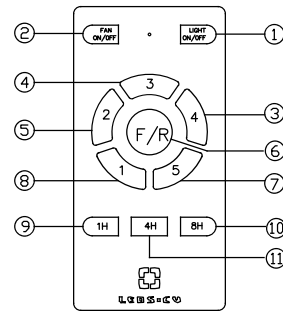 ② FAN ON/OFF LIGHT ON/OFF ①
④ 3
⑤ 2 4 ③
F/R ⑥
⑧ 1 5 ⑦
⑨ 1H 4H 8H ⑩
⑪